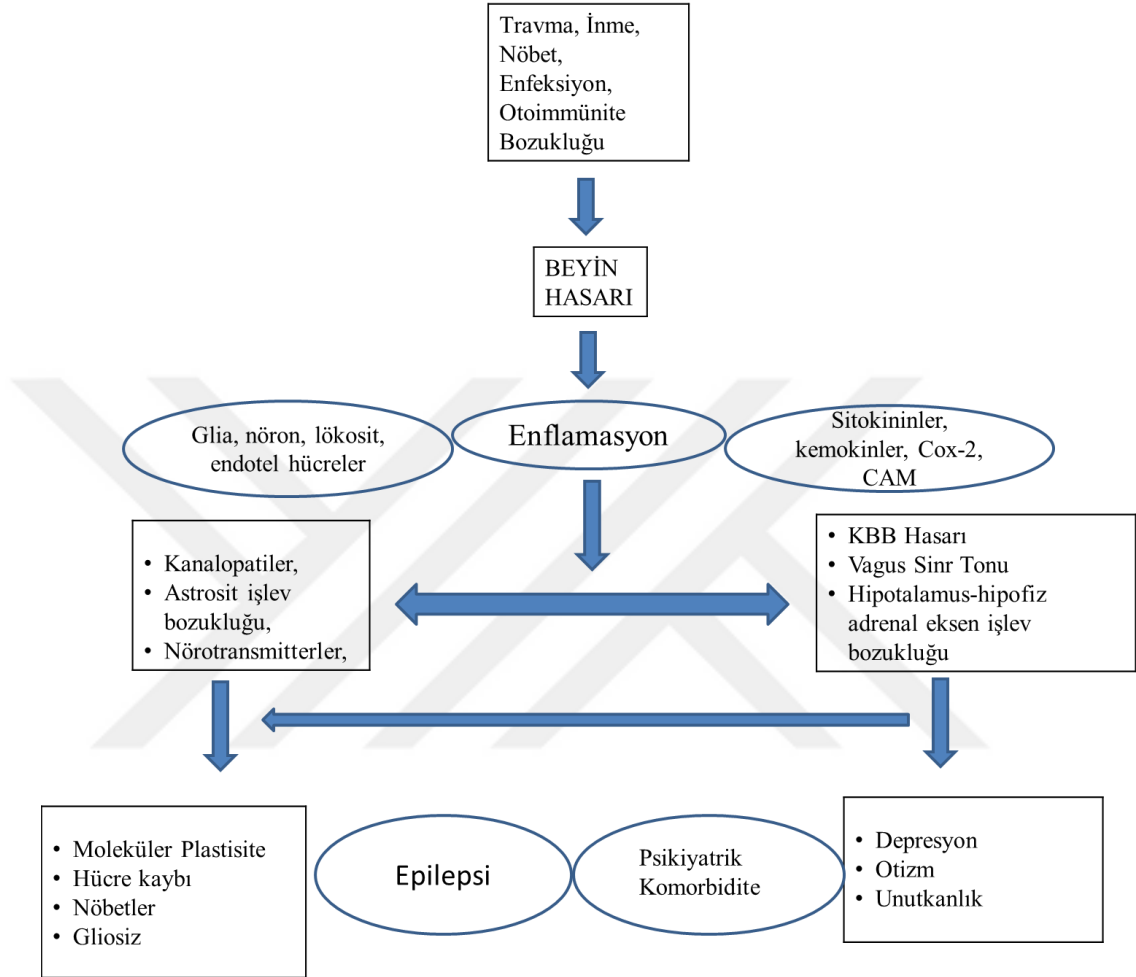 Travma, İnme,
Nöbet,
Enfeksiyon,
Otoimmünite
Bozukluğu
BEYİN
HASARI
Glia, nöron, lökosit,
endotel hücreler
Enflamasyon
Sitokininler,
kemokinler, Cox-2,
CAM
• Kanalopatiler,
• Astrosit işlev
bozukluğu,
• Nörotransmitterler,
• KBB Hasarı
• Vagus Sinr Tonu
• Hipotalamus-hipofiz
adrenal eksen işlev
bozukluğu
• Moleküler Plastisite
• Hücre kaybı
• Nöbetler
• Gliosiz
Epilepsi
Psikiyatrik
Komorbidite
• Depresyon
• Otizm
• Unutkanlık